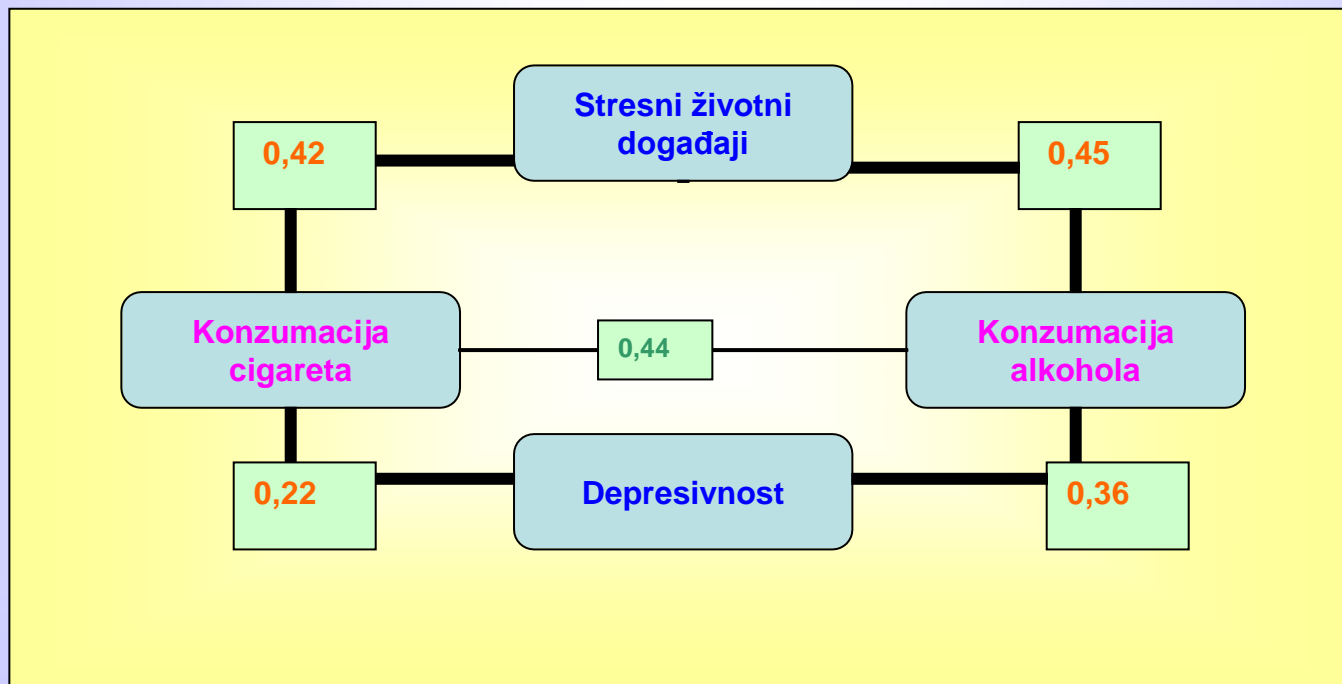 Stresni životni
događaji
0,42
0,45
Konzumacija
cigareta
0,44
Konzumacija
alkohola
0,22
Depresivnost
0,36